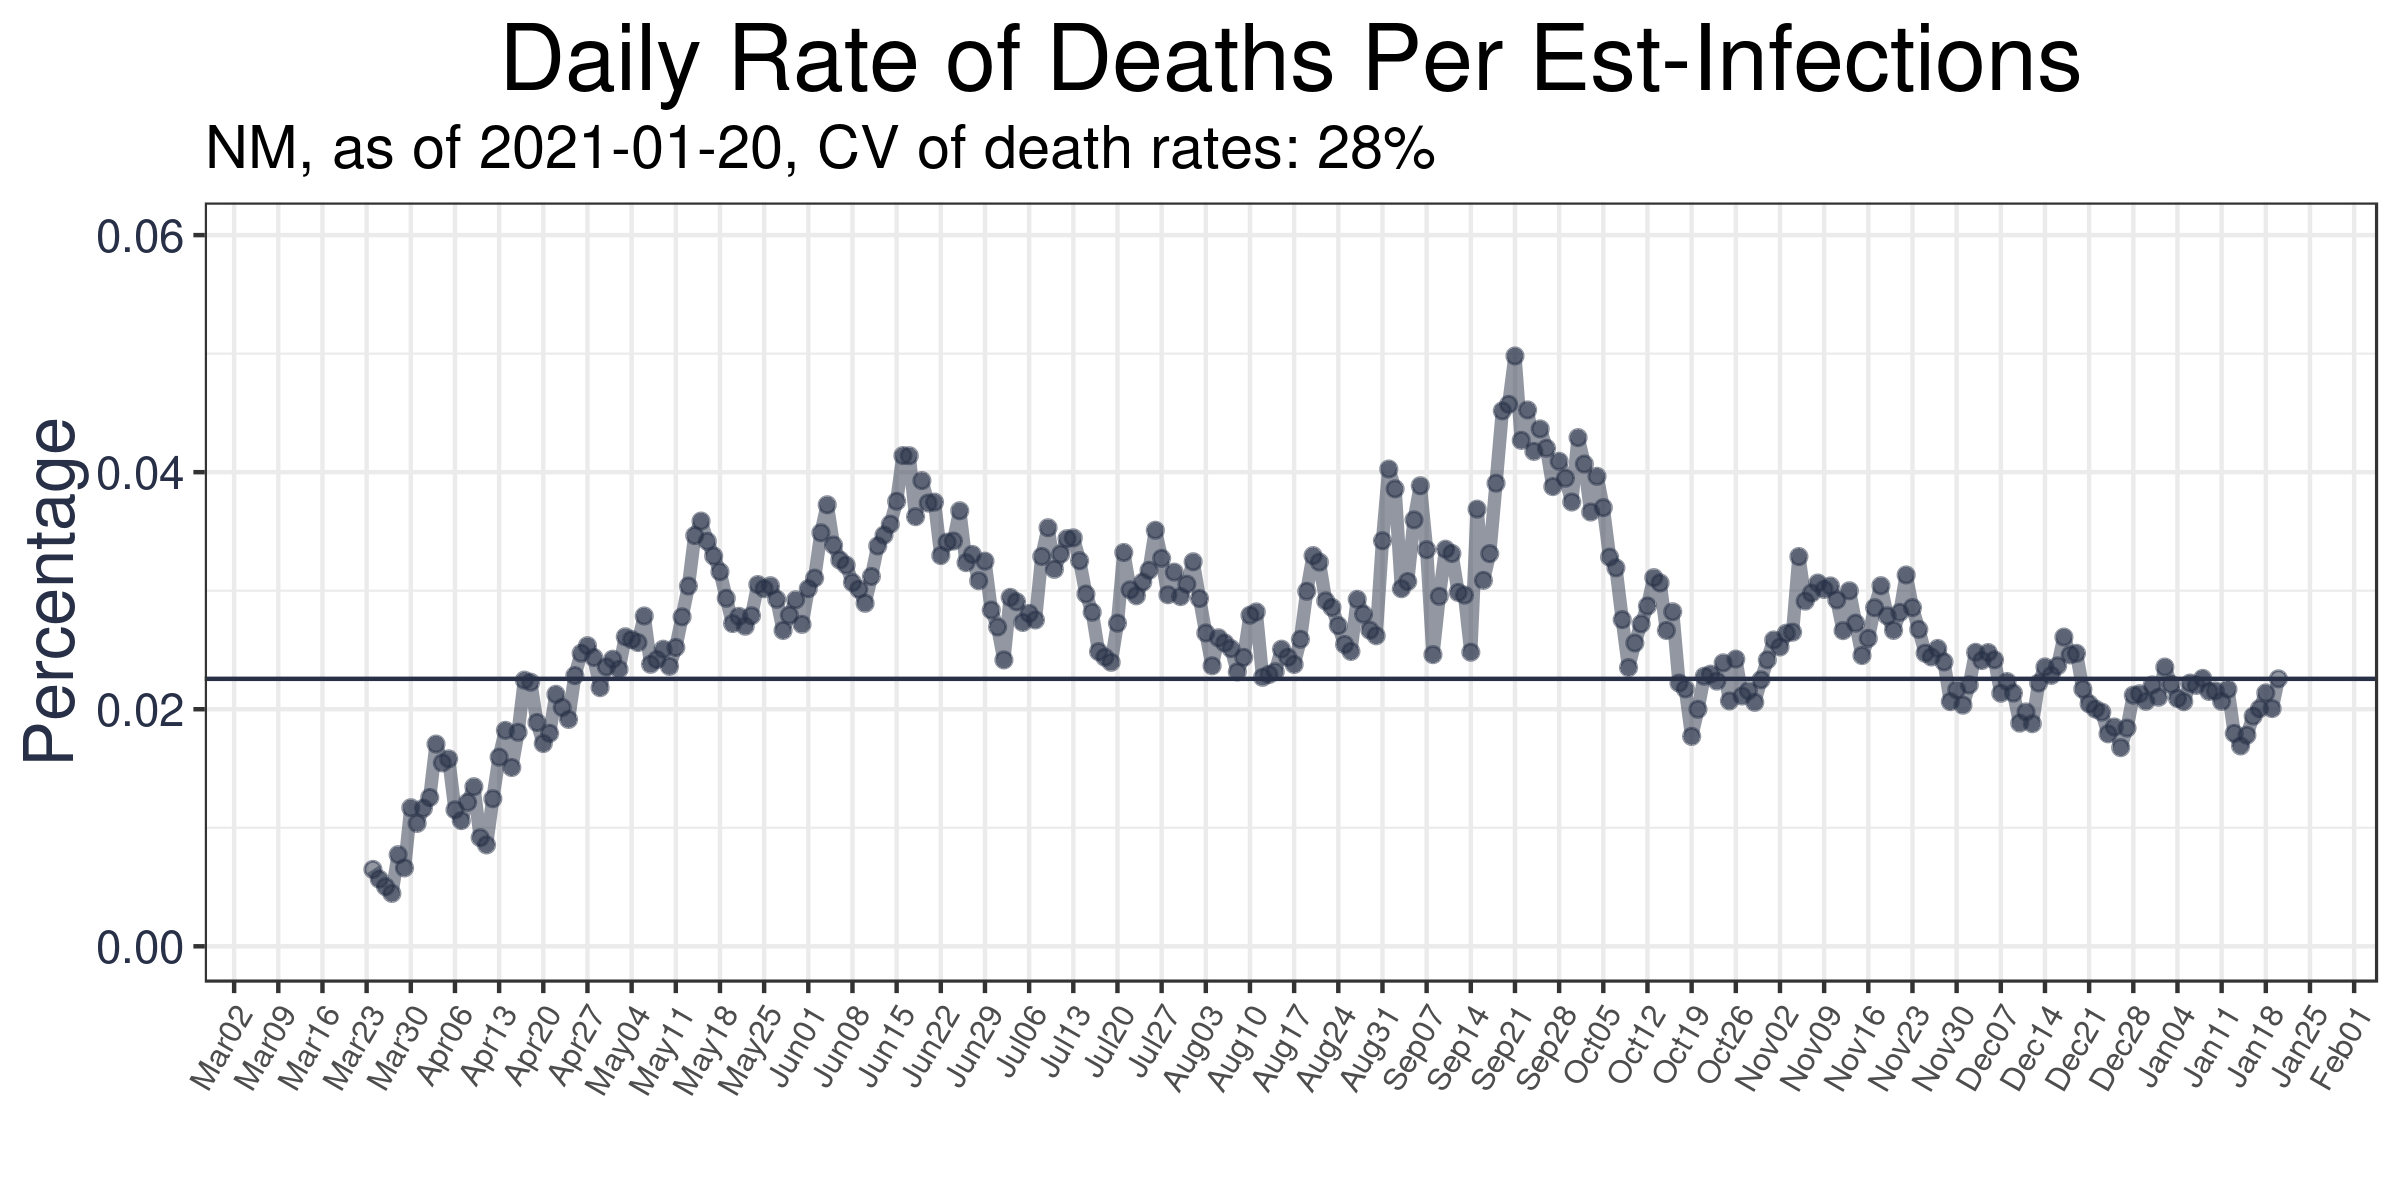 Daily Rate of Deaths Per Est-Infections
NM, as of 2021-01-20, CV of death rates: 28%
Percentage
0.06
0.04
0.02
0.00
Mar02
Mar09
Mar16
Mar23
Mar30
Apr06
Apr13
Apr20
Apr27
May04
May11
May18
May25
Jun01
Jun08
Jun15
Jun22
Jun29
Jul06
Jul13
Jul20
Jul27
Aug03
Aug10
Aug17
Aug24
Aug31
Sep07
Sep14
Sep21
Sep28
Oct05
Oct12
Oct19
Oct26
Nov02
Nov09
Nov16
Nov23
Nov30
Dec07
Dec14
Dec21
Dec28
Jan04
Jan11
Jan18
Jan25
Feb01